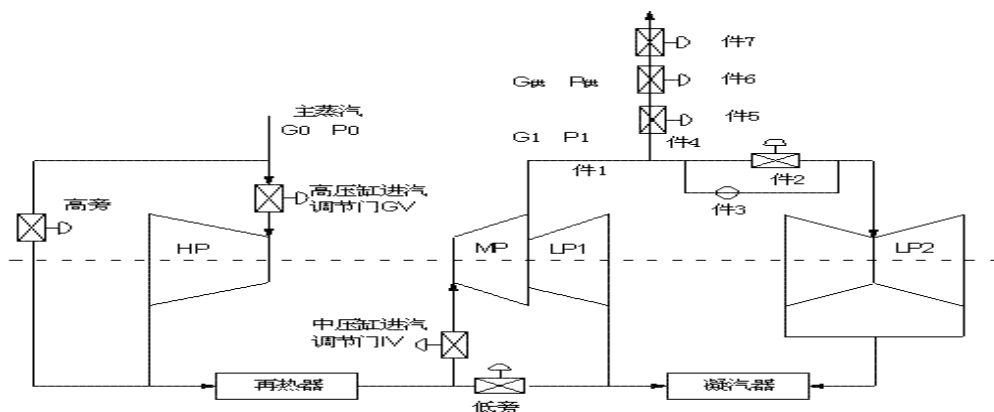 件7
G供 P供
件6
主蒸汽
G0 P0
件5
G1 P1
件4
件1
件2
高旁
高压缸进汽
调节门GV
件3
HP
MP
LP1
LP2
中压缸进汽
调节门IV
再热器
低旁
凝汽器